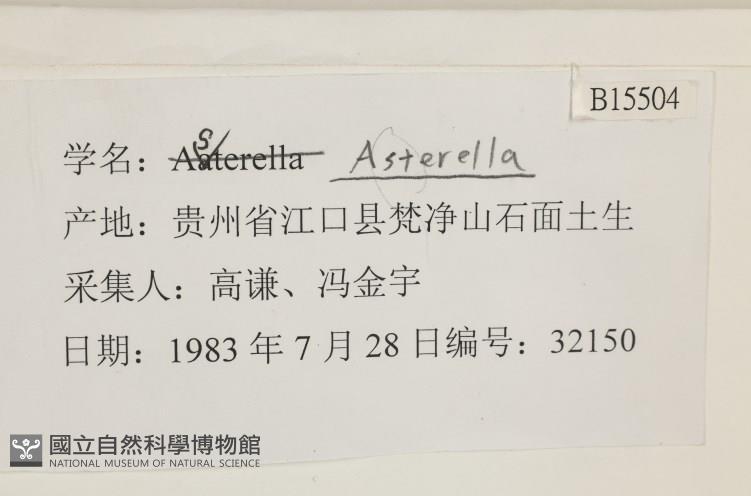 B15504
学名：Aaterella s Asterella
产地：贵州省江口县梵净山石面土生
采集人：高谦、冯金宇
日期：1983 年 7 月 28 日编号：32150
國立自然科學博物館
NATIONAL MUSEUM OF NATURAL SCIENCE